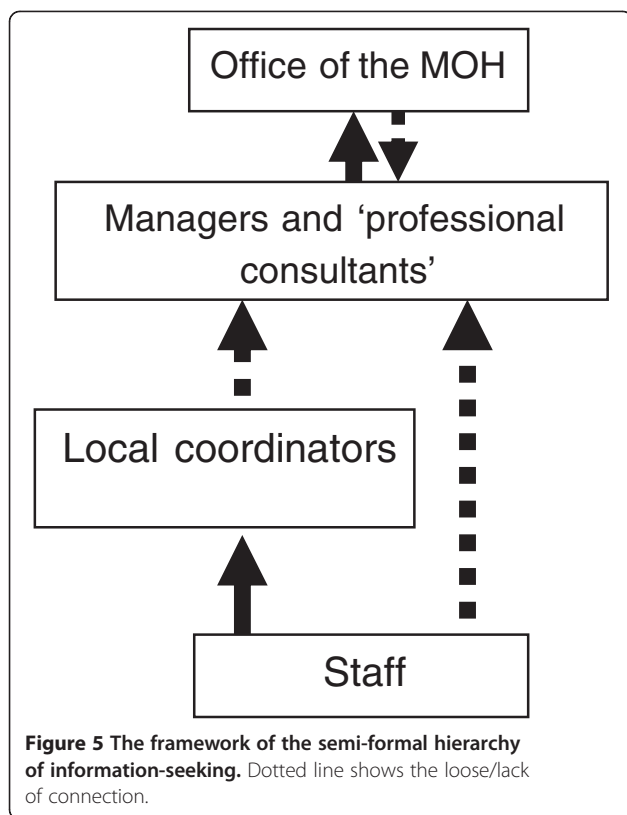 Office of the MOH
Managers and ‘professional
consultants’
Local coordinators
Staff
Figure 5 The framework of the semi-formal hierarchy
of information-seeking. Dotted line shows the loose/lack
of connection.